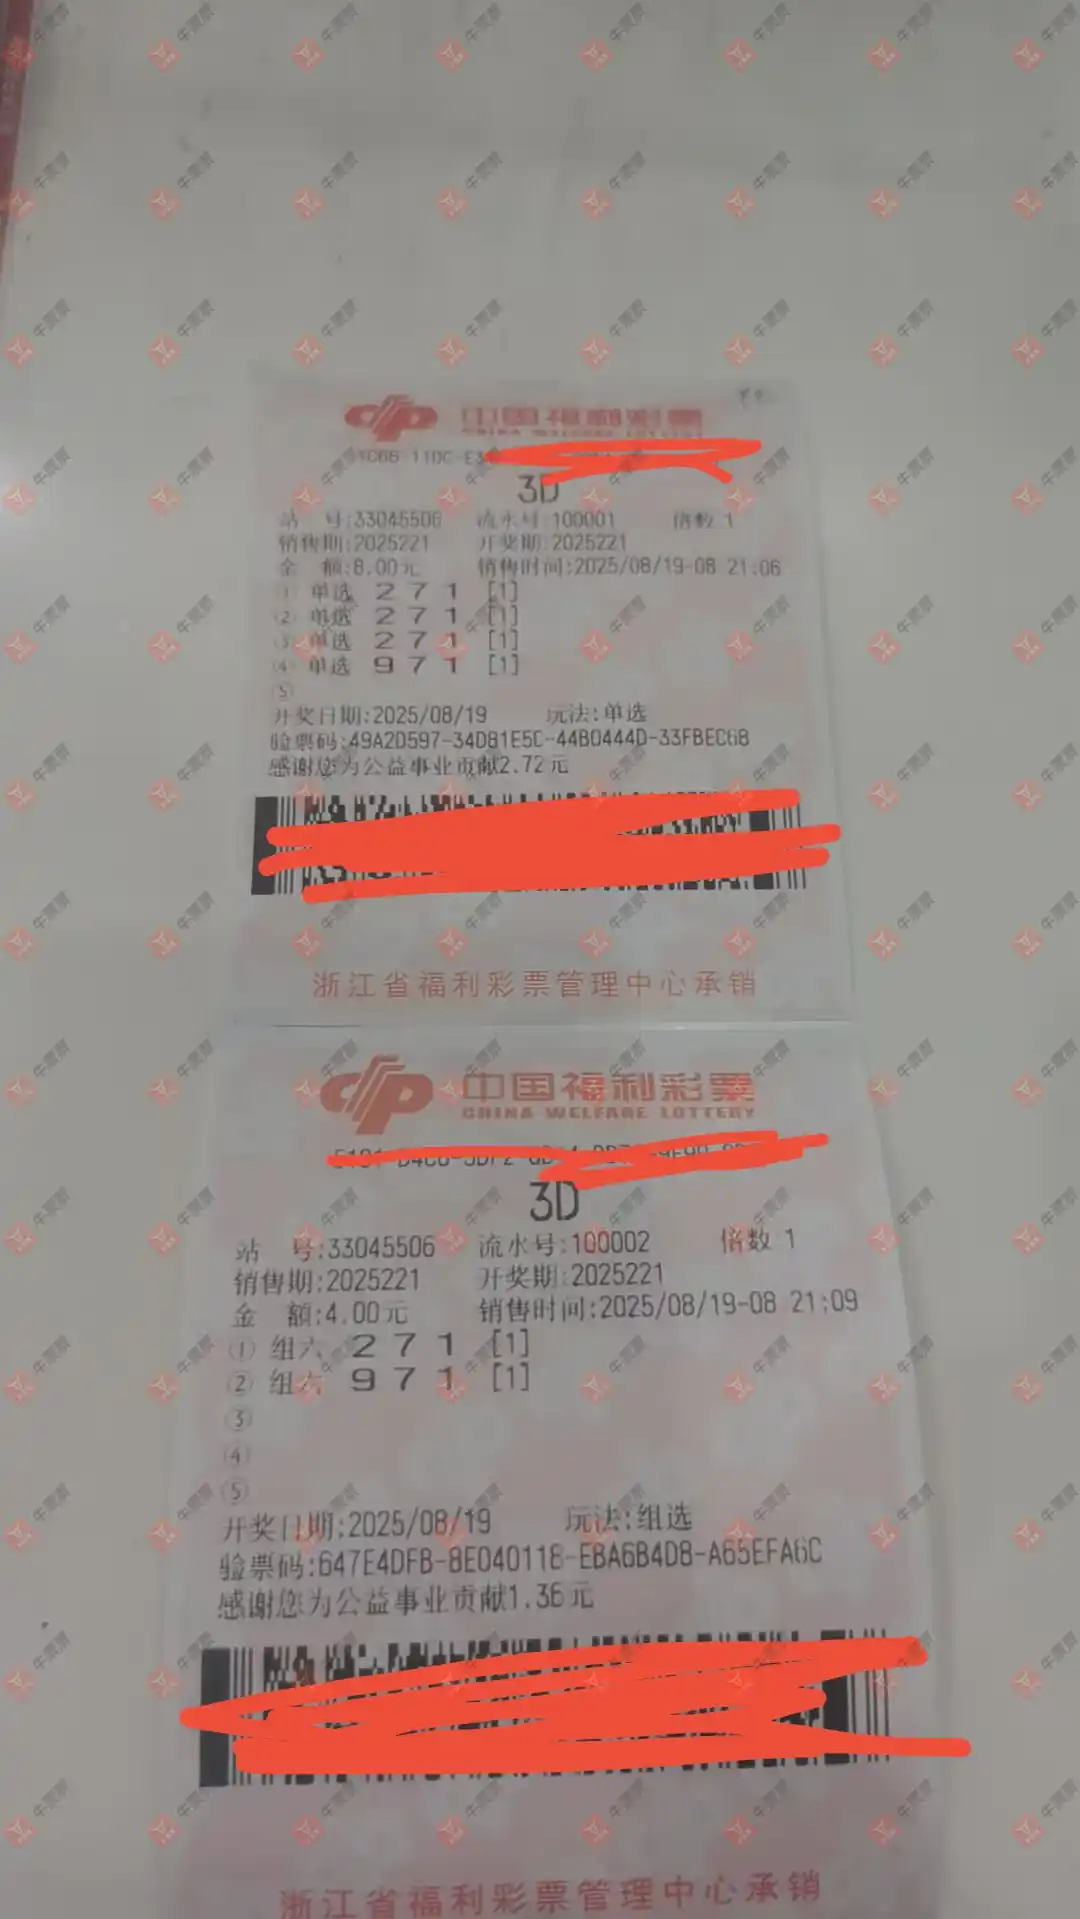 中国福利彩票
CHINA WELFARE LOTTERY
3D
站 号:33045506 流水号:100001 倍数 1
销售期:2025221 开奖期:2025221
金 额:8.00元 销售时间:2025/08/19-08 21:06
① 单选 2 7 1 [1]
② 单选 2 7 1 [1]
③ 单选 2 7 1 [1]
④ 单选 9 7 1 [1]
⑤
开奖日期:2025/08/19 玩法:单选
验票码:49A2D597-34D81E5C-44B0444D-33FBEC6B
感谢您为公益事业贡献2.72元
浙江省福利彩票管理中心承销
中国福利彩票
CHINA WELFARE LOTTERY
3D
站 号:33045506 流水号:100002 倍数 1
销售期:2025221 开奖期:2025221
金 额:4.00元 销售时间:2025/08/19-08 21:09
① 组六 2 7 1 [1]
② 组六 9 7 1 [1]
③
④
⑤
开奖日期:2025/08/19 玩法:组选
验票码:647E4DFB-8E040118-EBA6B4D8-A65EFA6C
感谢您为公益事业贡献1.36元
浙江省福利彩票管理中心承销